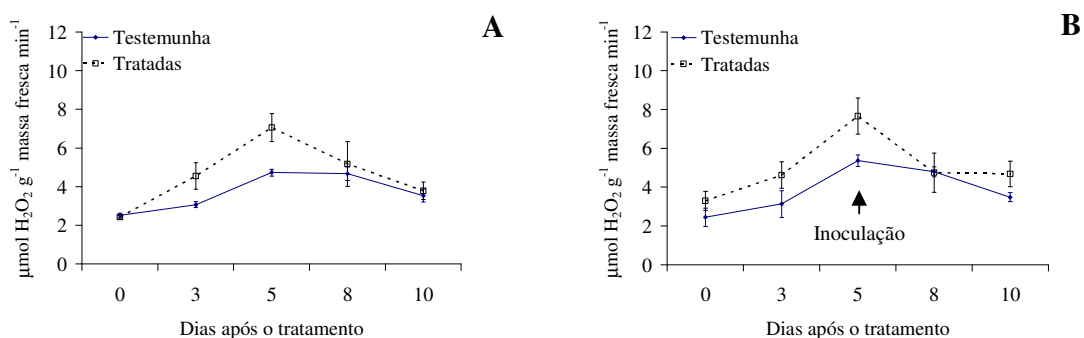 A
μmol H₂O₂ g⁻¹ massa fresca min⁻¹
12
10
8
6
4
2
0
Testemunha
Tratadas
0 3 5 8 10
Dias após o tratamento
B
μmol H₂O₂ g⁻¹ massa fresca min⁻¹
12
10
8
6
4
2
0
Testemunha
Tratadas
Inoculação
0 3 5 8 10
Dias após o tratamento